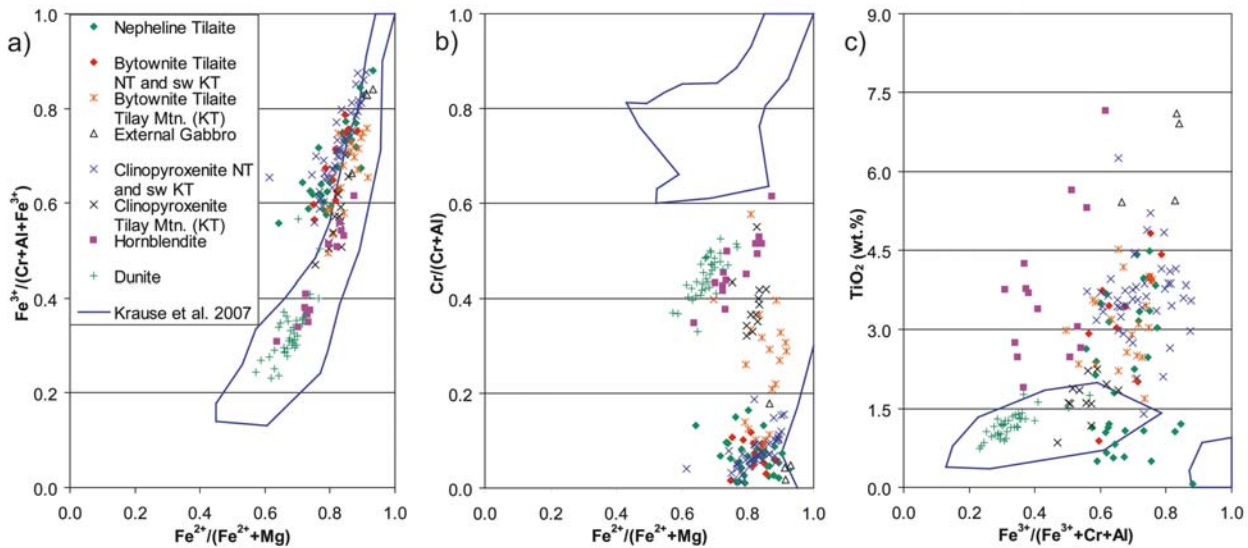 a)
Fe³⁺/(Cr+Al+Fe³⁺)
1.0
0.8
0.6
0.4
0.2
0.0
0.0 0.2 0.4 0.6 0.8 1.0
Fe²⁺/(Fe²⁺+Mg)
Nepheline Tilaite
Bytownite Tilaite
NT and sw KT
Bytownite Tilaite
Tilay Mtn. (KT)
External Gabbro
Clinopyroxenite NT
and sw KT
Clinopyroxenite
Tilay Mtn. (KT)
Hornblendite
Dunite
Krause et al. 2007
b)
Cr/(Cr+Al)
1.0
0.8
0.6
0.4
0.2
0.0
0.0 0.2 0.4 0.6 0.8 1.0
Fe²⁺/(Fe²⁺+Mg)
c)
TiO₂ (wt.%)
9.0
7.5
6.0
4.5
3.0
1.5
0.0
0.0 0.2 0.4 0.6 0.8 1.0
Fe³⁺/(Fe³⁺+Cr+Al)